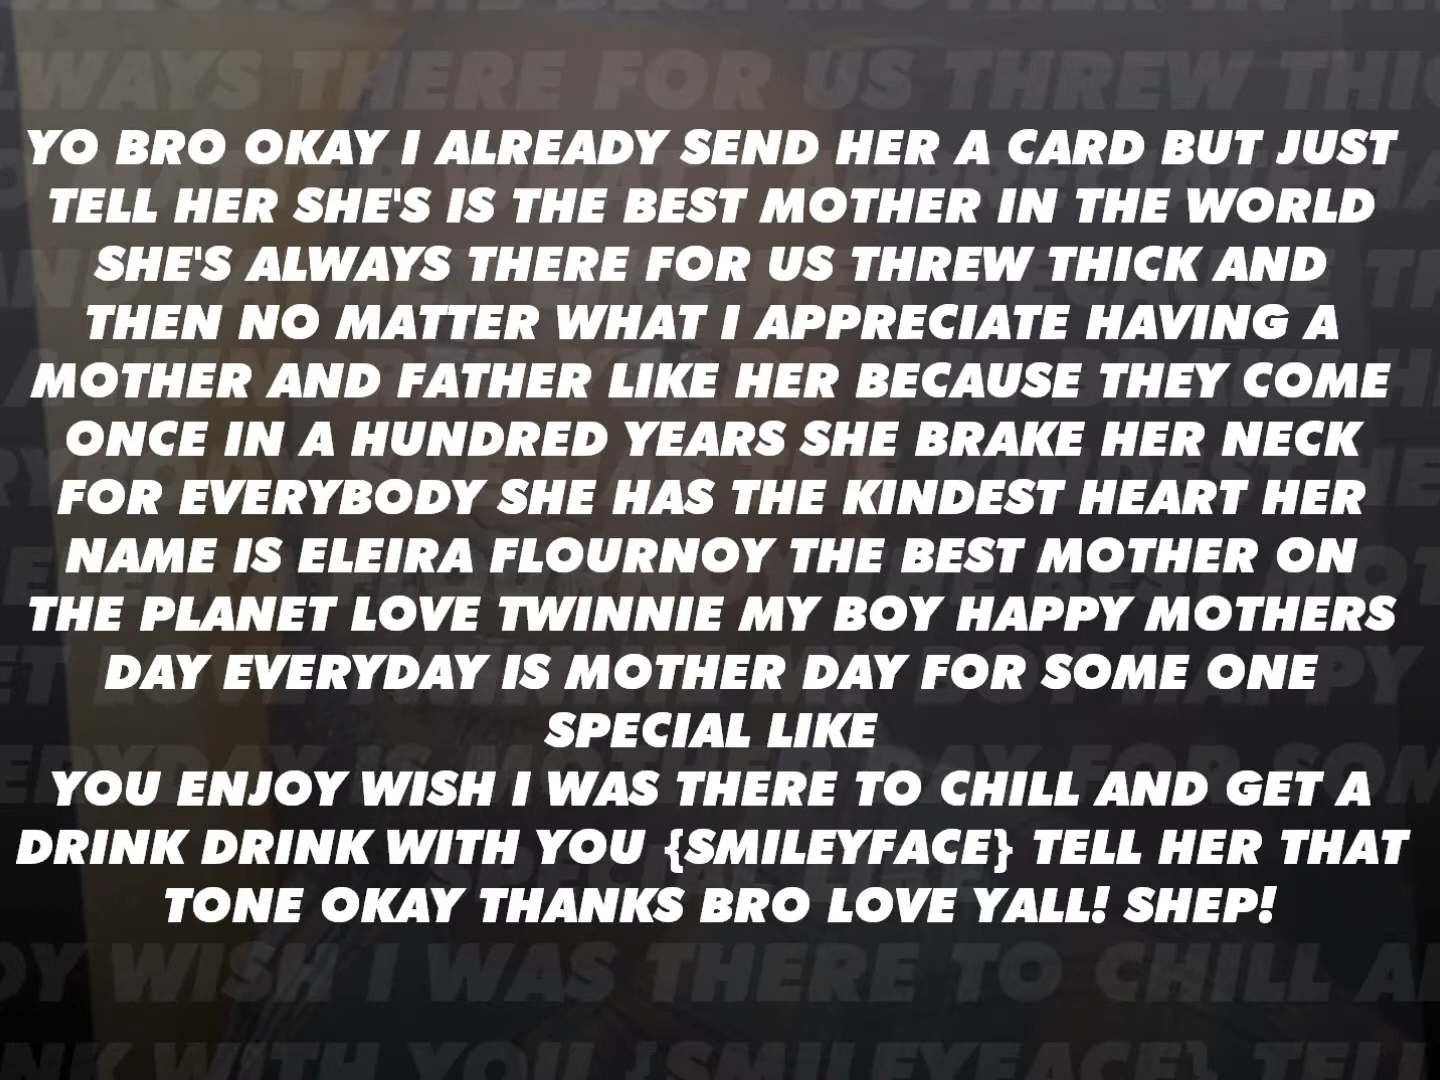 YO BRO OKAY I ALREADY SEND HER A CARD BUT JUST
TELL HER SHE'S IS THE BEST MOTHER IN THE WORLD
SHE'S ALWAYS THERE FOR US THREW THICK AND
THEN NO MATTER WHAT I APPRECIATE HAVING A
MOTHER AND FATHER LIKE HER BECAUSE THEY COME
ONCE IN A HUNDRED YEARS SHE BRAKE HER NECK
FOR EVERYBODY SHE HAS THE KINDEST HEART HER
NAME IS ELEIRA FLOURNOY THE BEST MOTHER ON
THE PLANET LOVE TWINNIE MY BOY HAPPY MOTHERS
DAY EVERYDAY IS MOTHER DAY FOR SOME ONE
SPECIAL LIKE
YOU ENJOY WISH I WAS THERE TO CHILL AND GET A
DRINK DRINK WITH YOU {SMILEYFACE} TELL HER THAT
TONE OKAY THANKS BRO LOVE YALL! SHEP!